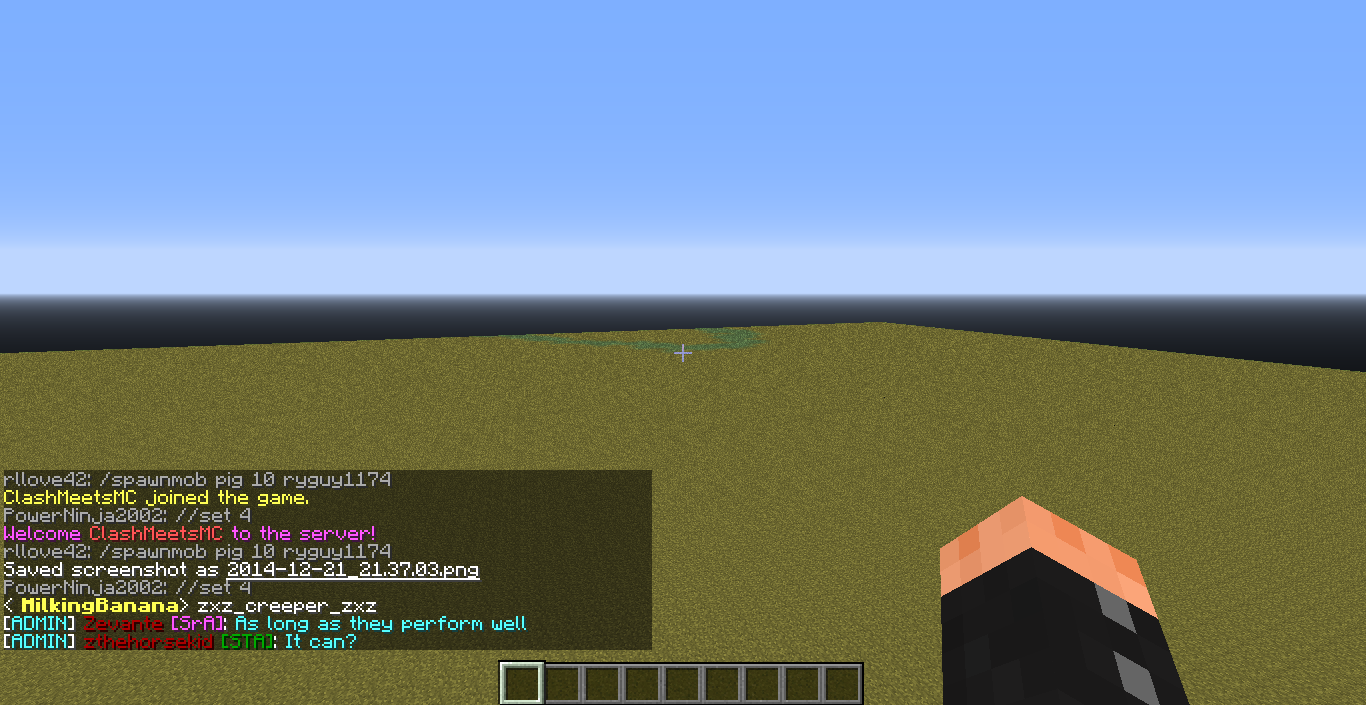 rllove42: /spawnmob pig 10 ryguy1174
ClashMeetsMC joined the game.
PowerNinja2002: //set 4
Welcome ClashMeetsMC to the server!
rllove42: /spawnmob pig 10 ryguy1174
Saved screenshot as 2014-12-21_21.37.03.png
PowerNinja2002: //set 4
< MilkingBanana> zxz_creeper_zxz
[ADMIN] Zevante [SrA]: As long as they perform well
[ADMIN] zthehorsekid [STA]: It can?